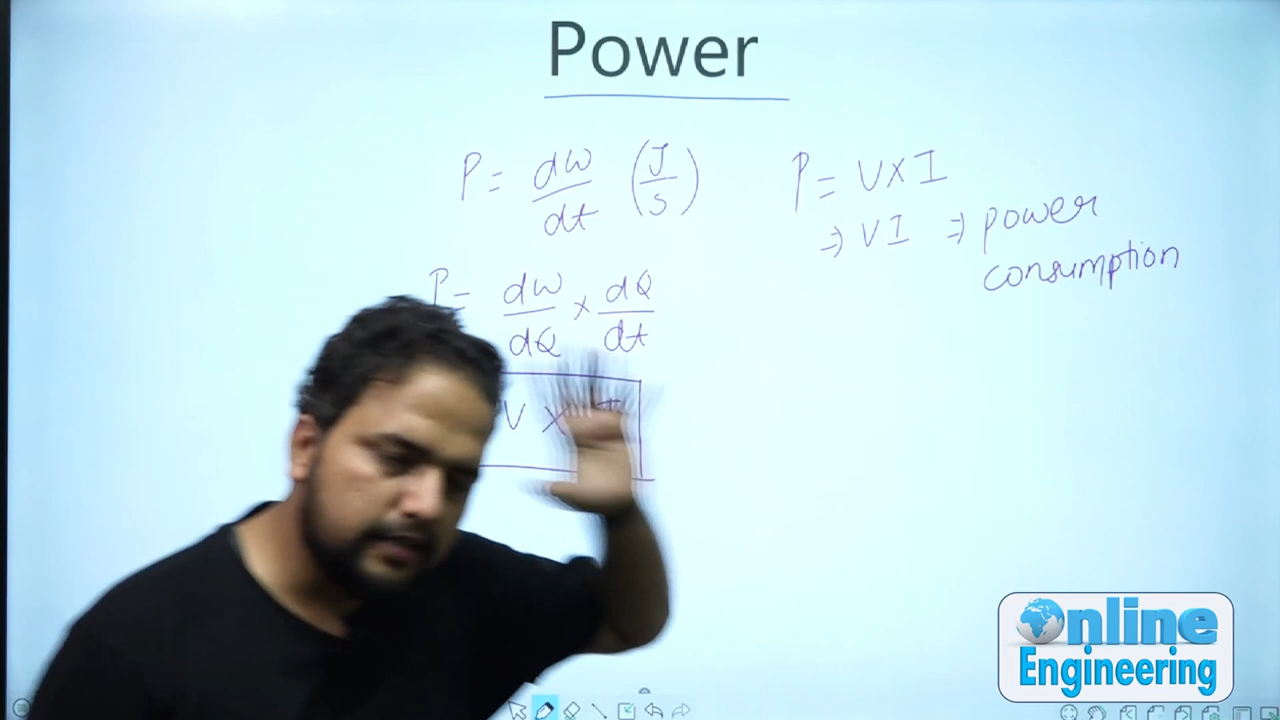 Power
P = dW/dt (J/S)
P = dW/dQ × dQ/dt
V ×
P = V×I
⇒ VI ⇒ power
consumption
Online
Engineering